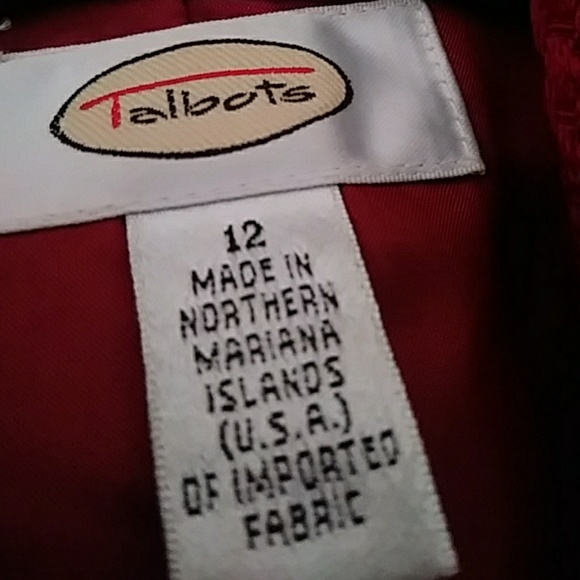 Talbots
12
MADE IN
NORTHERN
MARIANA
ISLANDS
(U.S.A.)
OF IMPORTED
FABRIC